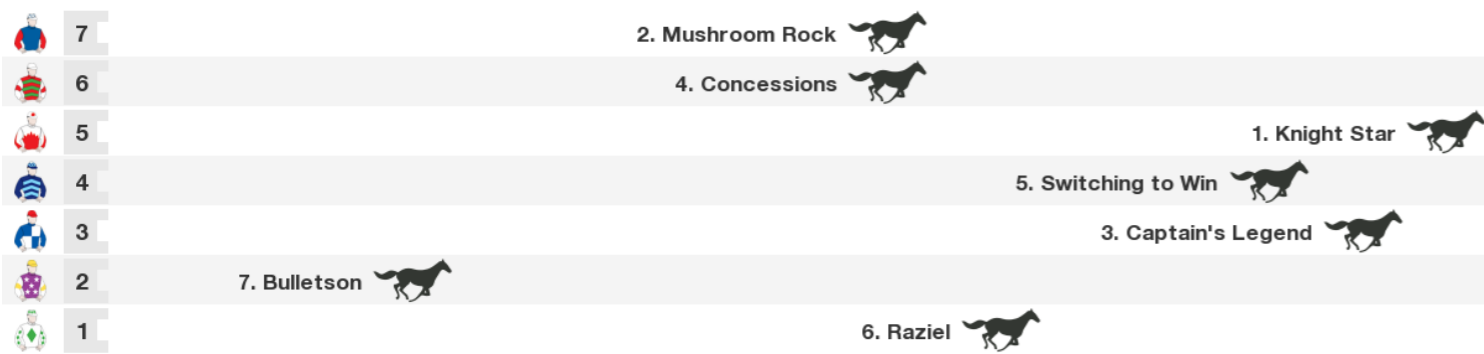 7 2. Mushroom Rock
6 4. Concessions
5 1. Knight Star
4 5. Switching to Win
3 3. Captain's Legend
2 7. Bulletson
1 6. Raziel